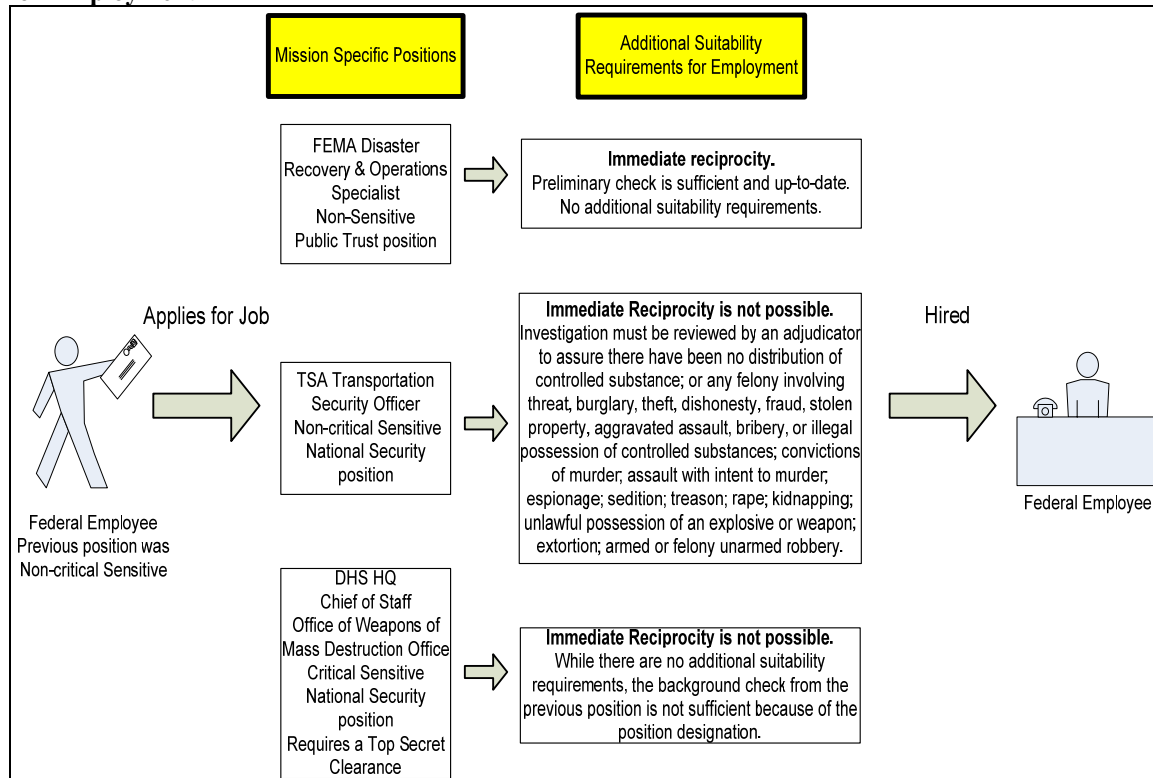 Mission Specific Positions
Additional Suitability
Requirements for Employment
FEMA Disaster
Recovery & Operations
Specialist
Non-Sensitive
Public Trust position
Immediate reciprocity.
Preliminary check is sufficient and up-to-date.
No additional suitability requirements.
Applies for Job
Federal Employee
Previous position was
Non-critical Sensitive
TSA Transportation
Security Officer
Non-critical Sensitive
National Security
position
Immediate Reciprocity is not possible.
Investigation must be reviewed by an adjudicator
to assure there have been no distribution of
controlled substance; or any felony involving
threat, burglary, theft, dishonesty, fraud, stolen
property, aggravated assault, bribery, or illegal
possession of controlled substances; convictions
of murder; assault with intent to murder;
espionage; sedition; treason; rape; kidnapping;
unlawful possession of an explosive or weapon;
extortion; armed or felony unarmed robbery.
Hired
Federal Employee
DHS HQ
Chief of Staff
Office of Weapons of
Mass Destruction Office
Critical Sensitive
National Security
position
Requires a Top Secret
Clearance
Immediate Reciprocity is not possible.
While there are no additional suitability
requirements, the background check from the
previous position is not sufficient because of the
position designation.